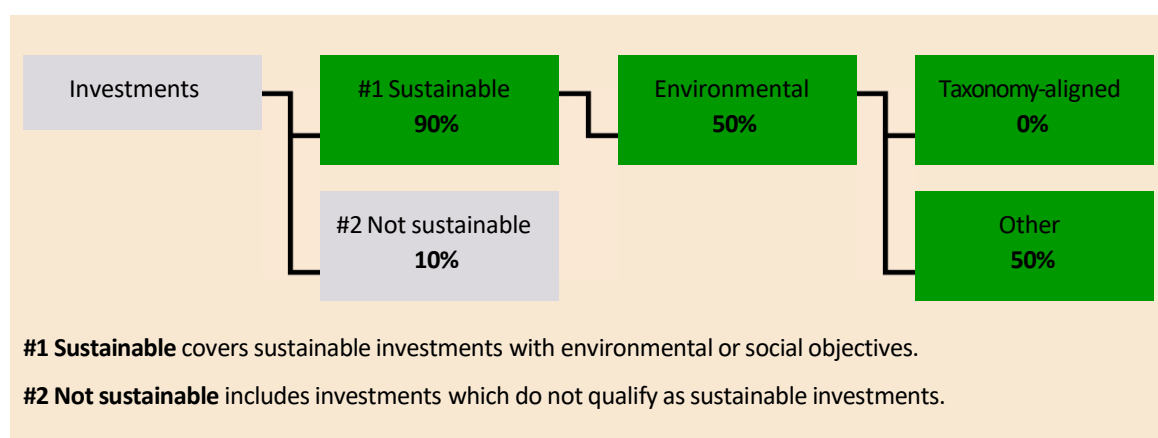 Investments
#1 Sustainable
90%
Environmental
50%
Taxonomy-aligned
0%
#2 Not sustainable
10%
Other
50%
#1 Sustainable covers sustainable investments with environmental or social objectives.
#2 Not sustainable includes investments which do not qualify as sustainable investments.